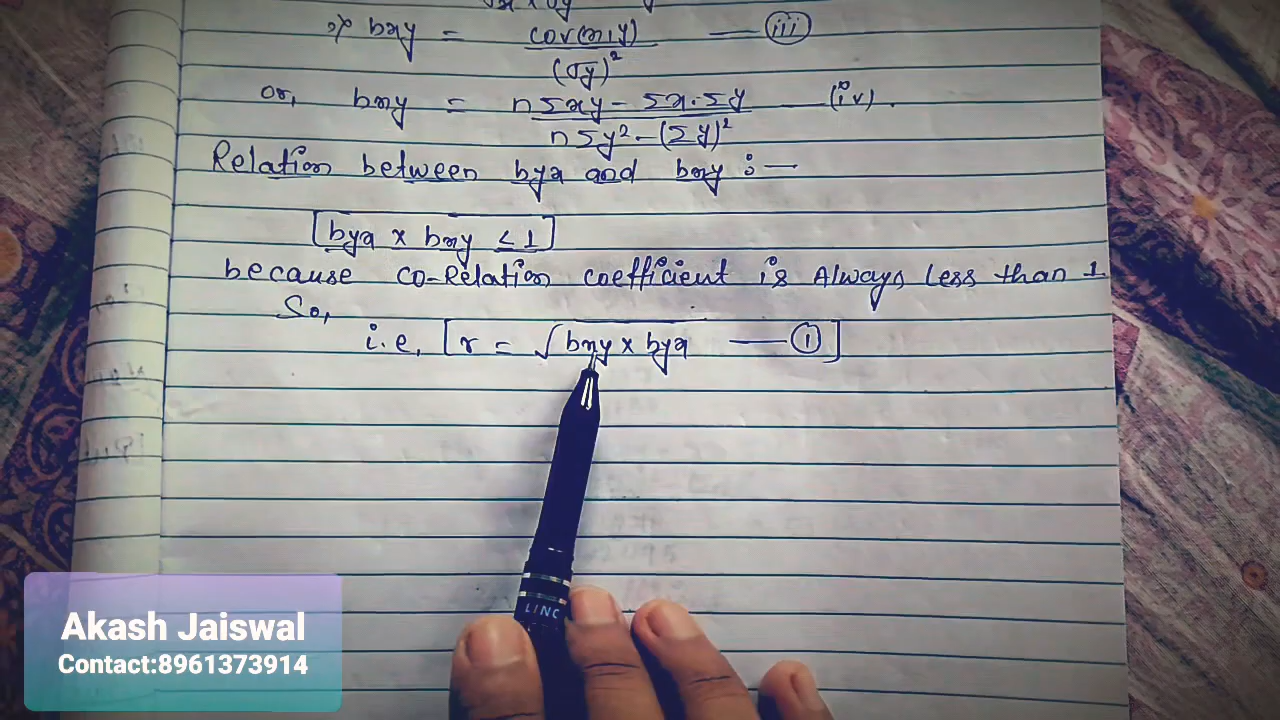 ∴ bxy = cov(x,y) / (σy)² — (iii)
or, bxy = nΣxy - Σx.Σy / nΣy² - (Σy)² — (iv).
Relation between byx and bxy :—
[byx × bxy ≤ 1]
because co-Relation coefficient is Always Less than 1
So,
i.e, [r = √bxy × byx — (i)]
LINC
Akash Jaiswal
Contact:8961373914